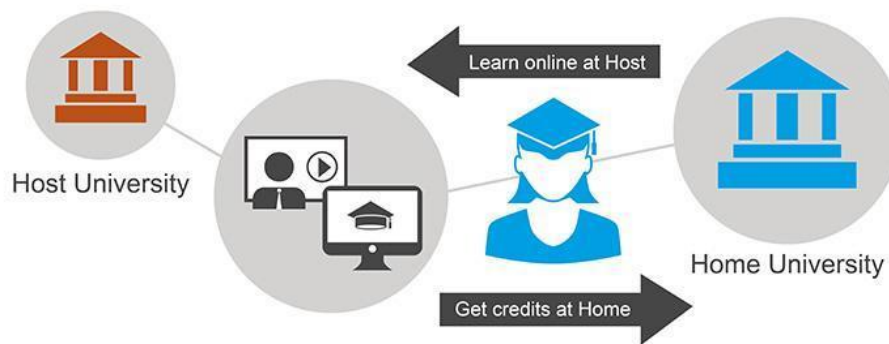 Learn online at Host
Host University
Home University
Get credits at Home